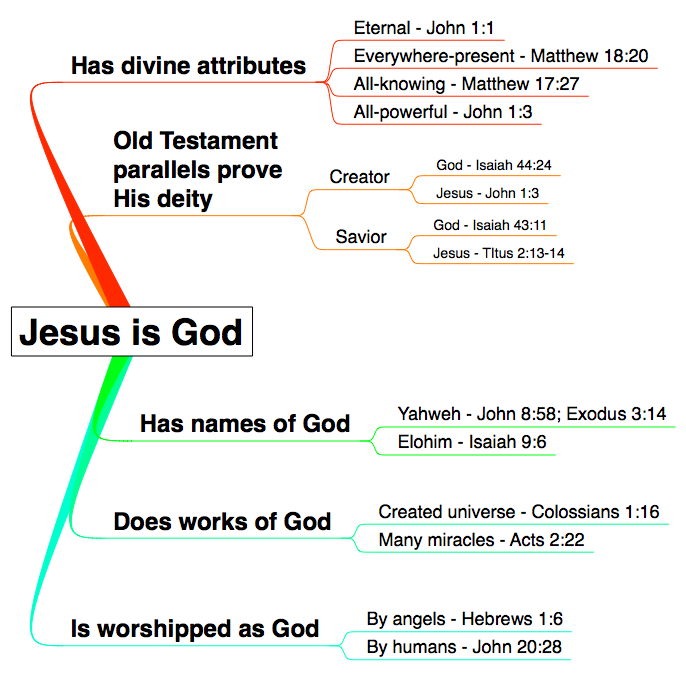 Eternal - John 1:1
Has divine attributes
Everywhere-present - Matthew 18:20
All-knowing - Matthew 17:27
All-powerful - John 1:3
Old Testament
parallels prove
His deity
Creator
God - Isaiah 44:24
Jesus - John 1:3
Savior
God - Isaiah 43:11
Jesus - TItus 2:13-14
Jesus is God
Has names of God
Yahweh - John 8:58; Exodus 3:14
Elohim - Isaiah 9:6
Does works of God
Created universe - Colossians 1:16
Many miracles - Acts 2:22
Is worshipped as God
By angels - Hebrews 1:6
By humans - John 20:28